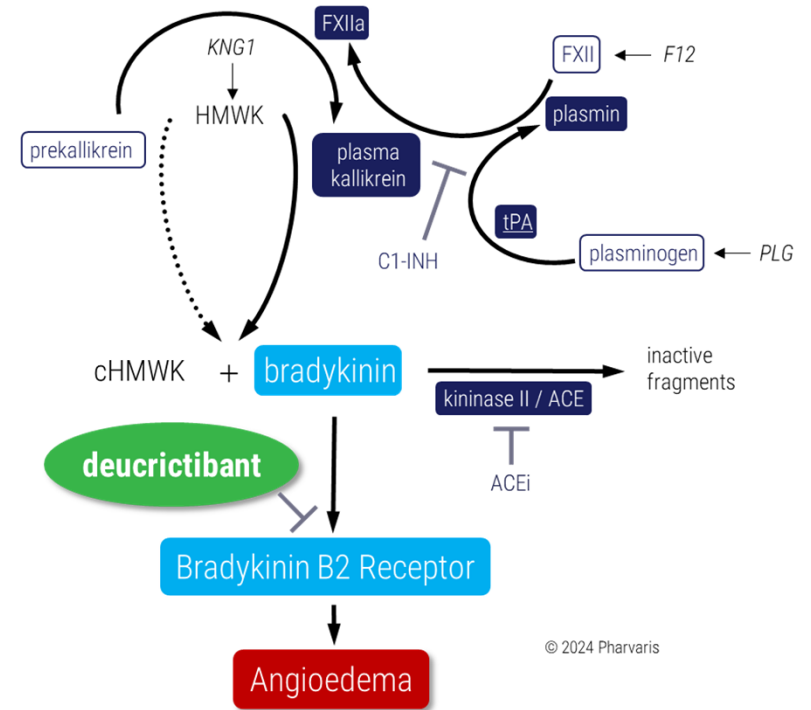 FXIIa
KNG1
FXII
F12
HMWK
plasmin
prekallikrein
plasma
kallikrein
tPA
C1-INH
plasminogen
PLG
cHMWK + bradykinin
inactive
fragments
kininase II / ACE
deucrictibant
ACEi
Bradykinin B2 Receptor
© 2024 Pharvaris
Angioedema